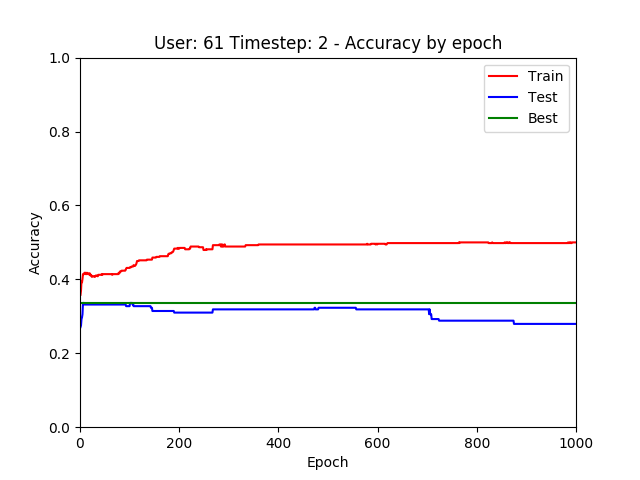 User: 61 Timestep: 2 - Accuracy by epoch
1.0
0.8
0.6
0.4
0.2
0.0
Accuracy
Train
Test
Best
0 200 400 600 800 1000
Epoch